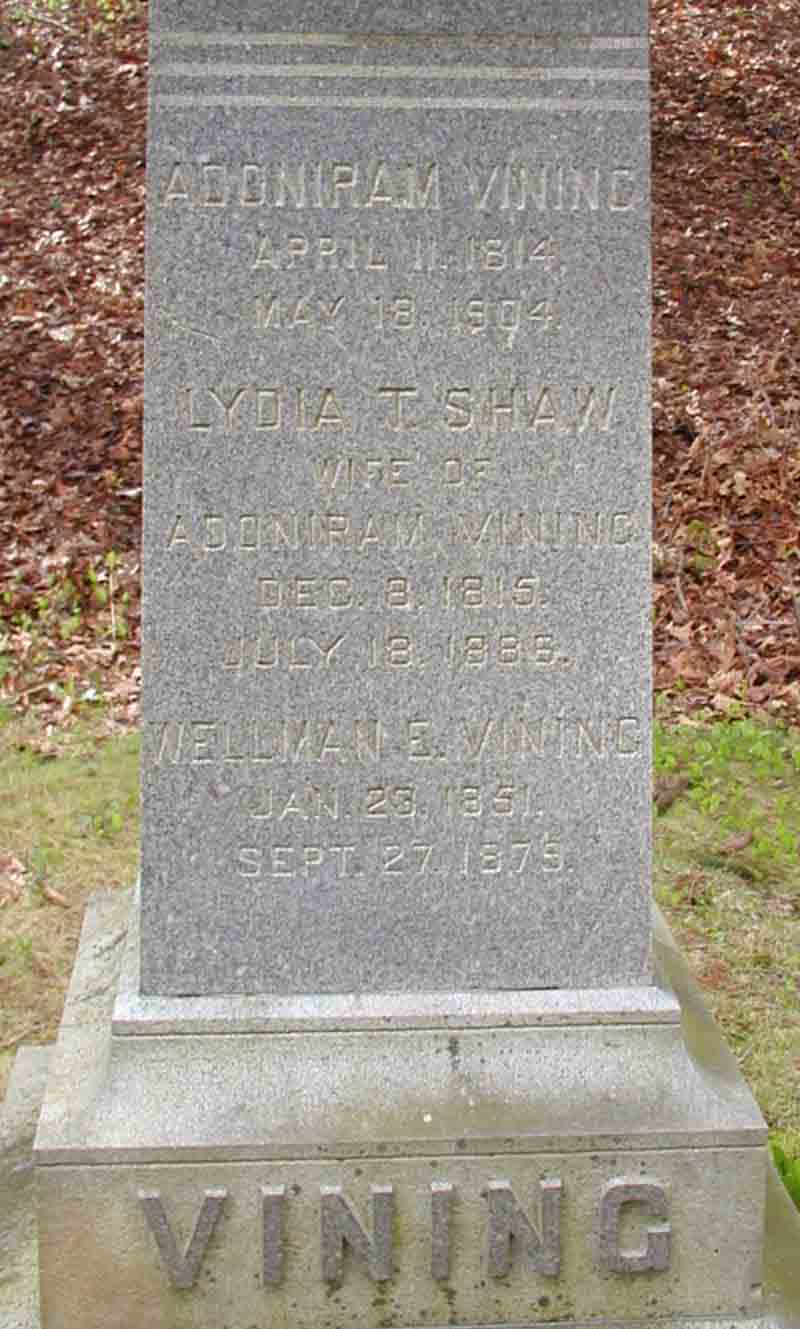 ADONIRAM VINING
APRIL 11, 1814,
MAY 18, 1904.
LYDIA T. SHAW
WIFE OF
ADONIRAM VINING
DEC. 8, 1815.
JULY 18, 1886.
WELLMAN E. VINING
JAN. 23, 1851.
SEPT. 27, 1875.
VINING